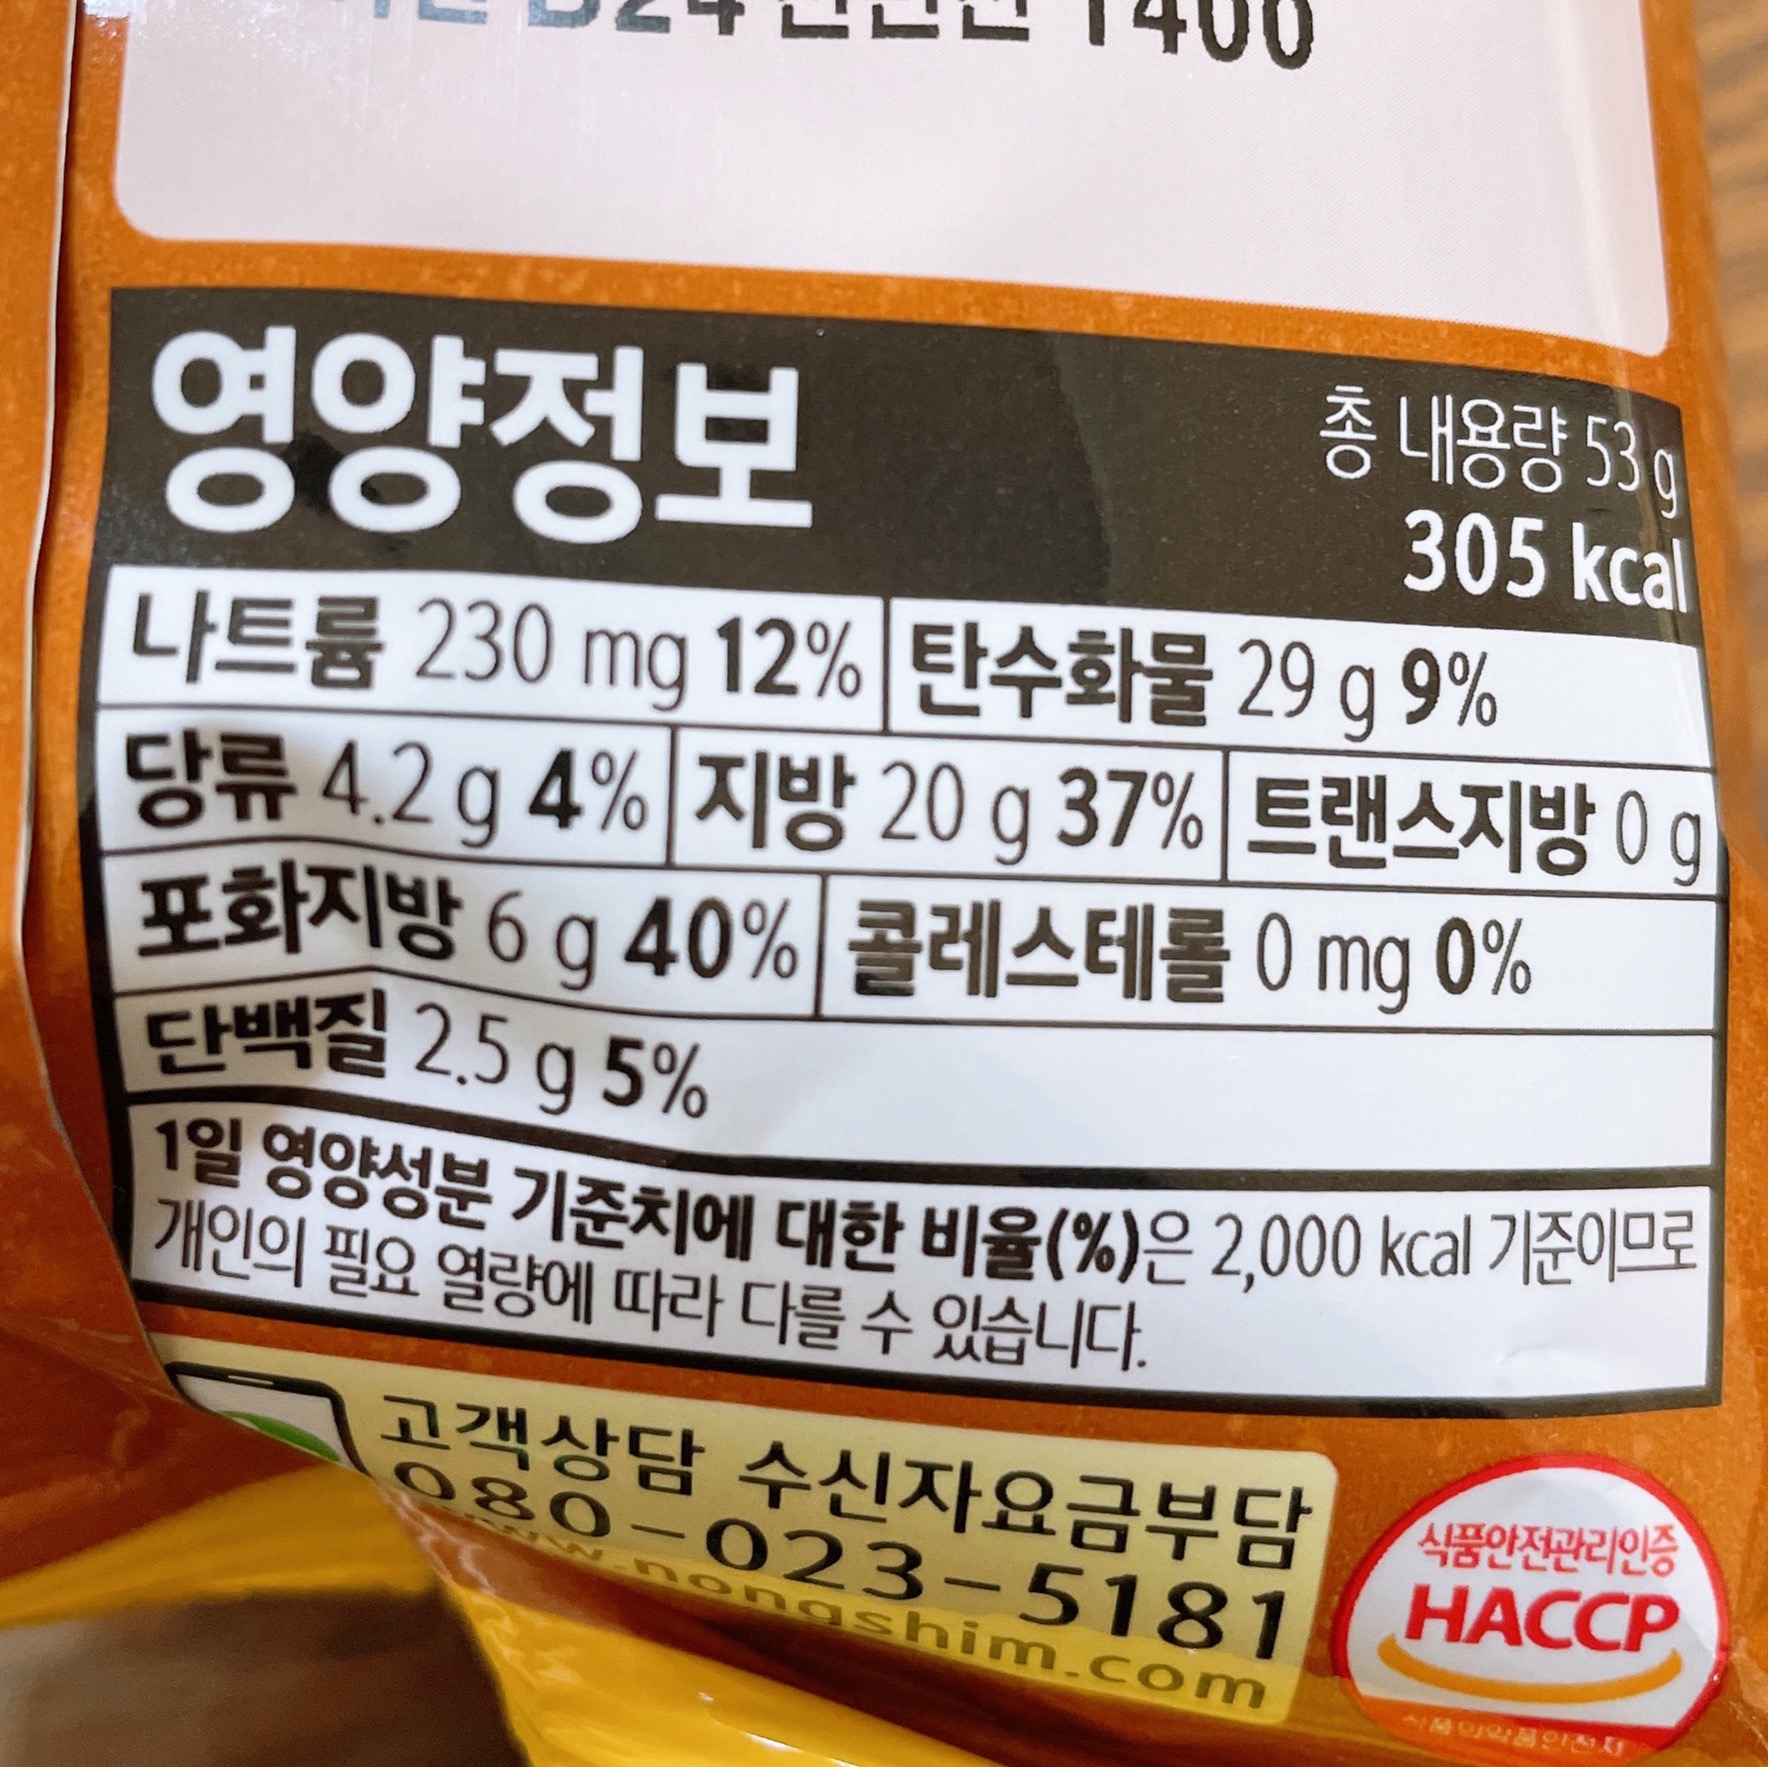 1400
영양정보
총 내용량 53 g
305 kcal
나트륨 230 mg 12% 탄수화물 29 g 9%
당류 4.2 g 4% 지방 20 g 37% 트랜스지방 0 g
포화지방 6 g 40% 콜레스테롤 0 mg 0%
단백질 2.5 g 5%
1일 영양성분 기준치에 대한 비율(%)은 2,000 kcal 기준이므로
개인의 필요 열량에 따라 다를 수 있습니다.
고객상담 수신자요금부담
080-023-5181
www.nongshim.com
식품안전관리인증
HACCP